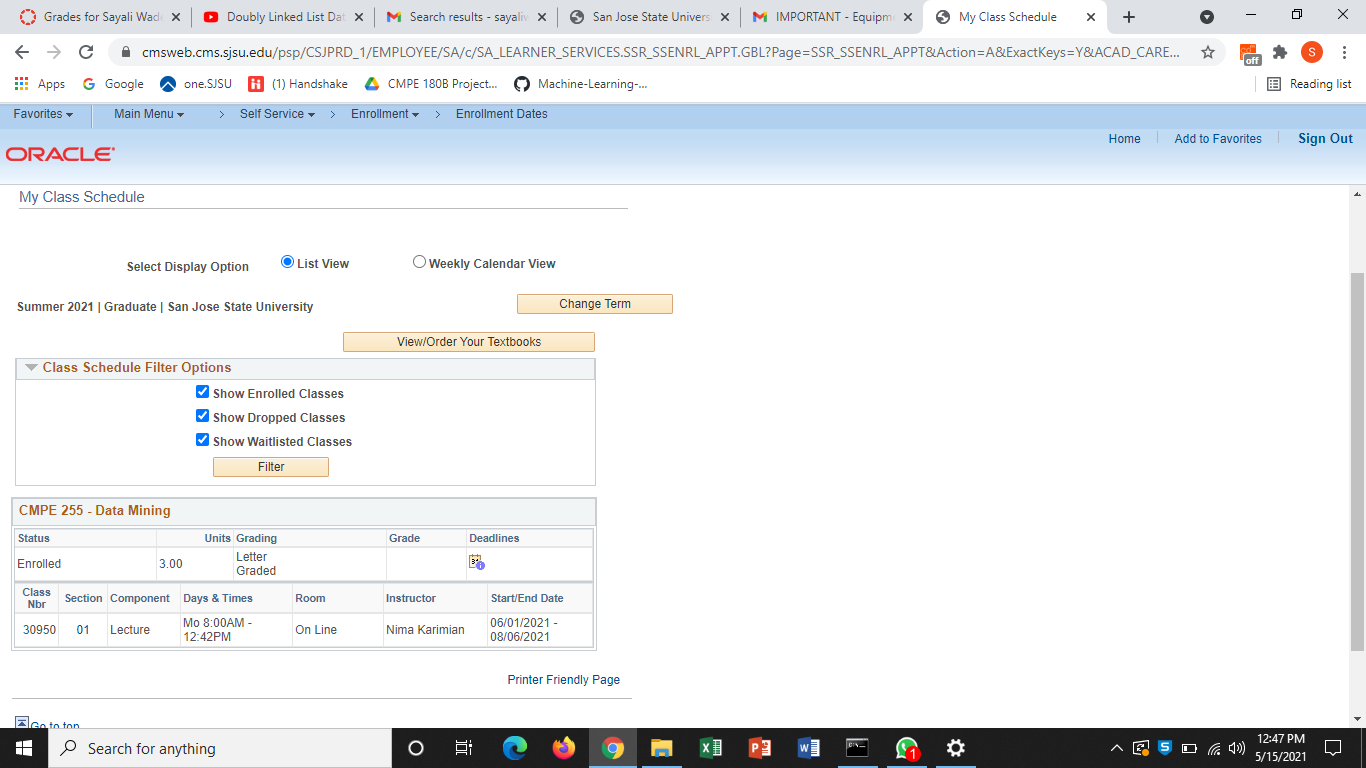 Grades for Sayali Wad
Doubly Linked List Dat
Search results - sayaliw
San Jose State Univers
IMPORTANT - Equipm
My Class Schedule
cmsweb.cms.sjsu.edu/psp/CSJPRD_1/EMPLOYEE/SA/c/SA_LEARNER_SERVICES.SSR_SSENRL_APPT.GBL?Page=SSR_SSENRL_APPT&Action=A&ExactKeys=Y&ACAD_CARE...
off
S
Apps Google one.SJSU (1) Handshake CMPE 180B Project... Machine-Learning-... Reading list
Favorites Main Menu > Self Service > Enrollment > Enrollment Dates
Home Add to Favorites Sign Out
ORACLE
My Class Schedule
Select Display Option List View Weekly Calendar View
Summer 2021 | Graduate | San Jose State University Change Term
View/Order Your Textbooks
Class Schedule Filter Options
Show Enrolled Classes
Show Dropped Classes
Show Waitlisted Classes
Filter
CMPE 255 - Data Mining
Status Units Grading Grade Deadlines
Enrolled 3.00 Letter
Graded
Class
Nbr Section Component Days & Times Room Instructor Start/End Date
30950 01 Lecture Mo 8:00AM -
12:42PM On Line Nima Karimian 06/01/2021 -
08/06/2021
Printer Friendly Page
Go to top
Search for anything
1
12:47 PM
5/15/2021